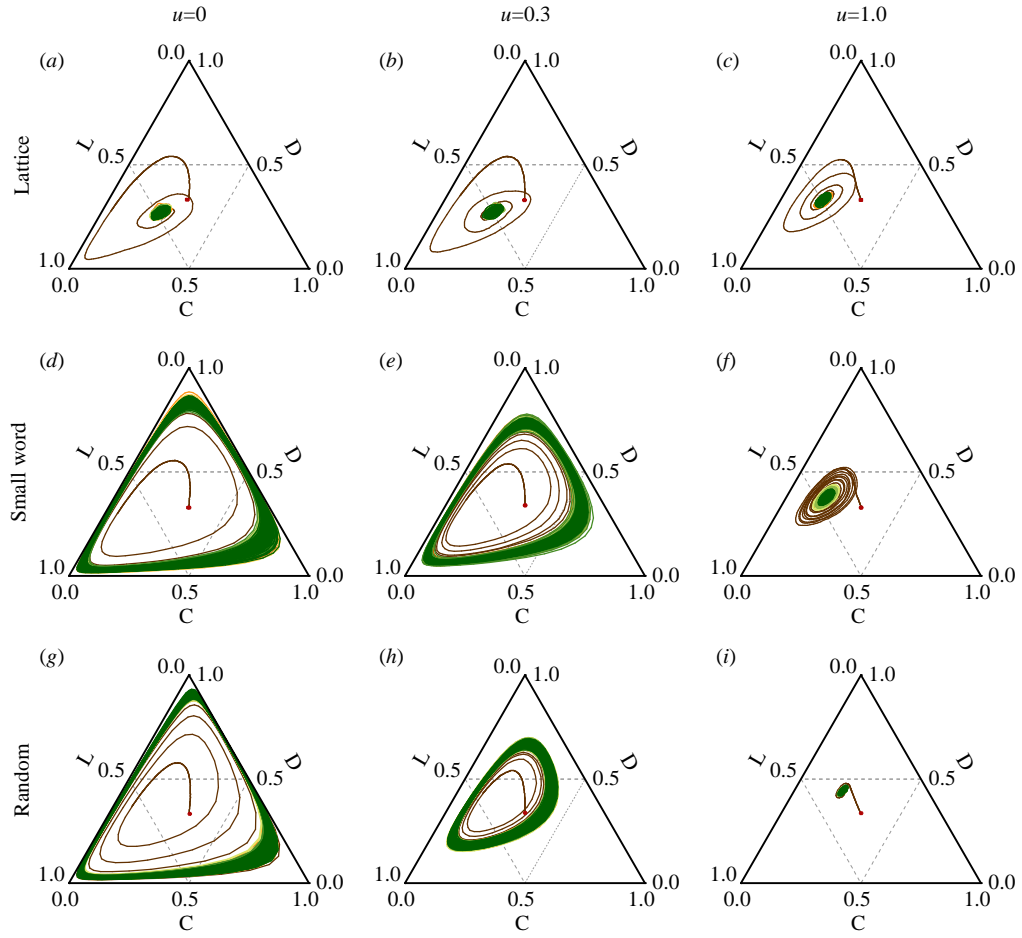 u=0 u=0.3 u=1.0
(a) 0.0 1.0 (b) 0.0 1.0 (c) 0.0 1.0
Lattice L D L D L D
0.5 0.5 0.5 0.5 0.5 0.5
1.0 0.0 1.0 0.0 1.0 0.0
0.0 0.5 1.0 0.0 0.5 1.0 0.0 0.5 1.0
C C C
(d) 0.0 1.0 (e) 0.0 1.0 (f) 0.0 1.0
Small word L D L D L D
0.5 0.5 0.5 0.5 0.5 0.5
1.0 0.0 1.0 0.0 1.0 0.0
0.0 0.5 1.0 0.0 0.5 1.0 0.0 0.5 1.0
C C C
(g) 0.0 1.0 (h) 0.0 1.0 (i) 0.0 1.0
Random L D L D L D
0.5 0.5 0.5 0.5 0.5 0.5
1.0 0.0 1.0 0.0 1.0 0.0
0.0 0.5 1.0 0.0 0.5 1.0 0.0 0.5 1.0
C C C